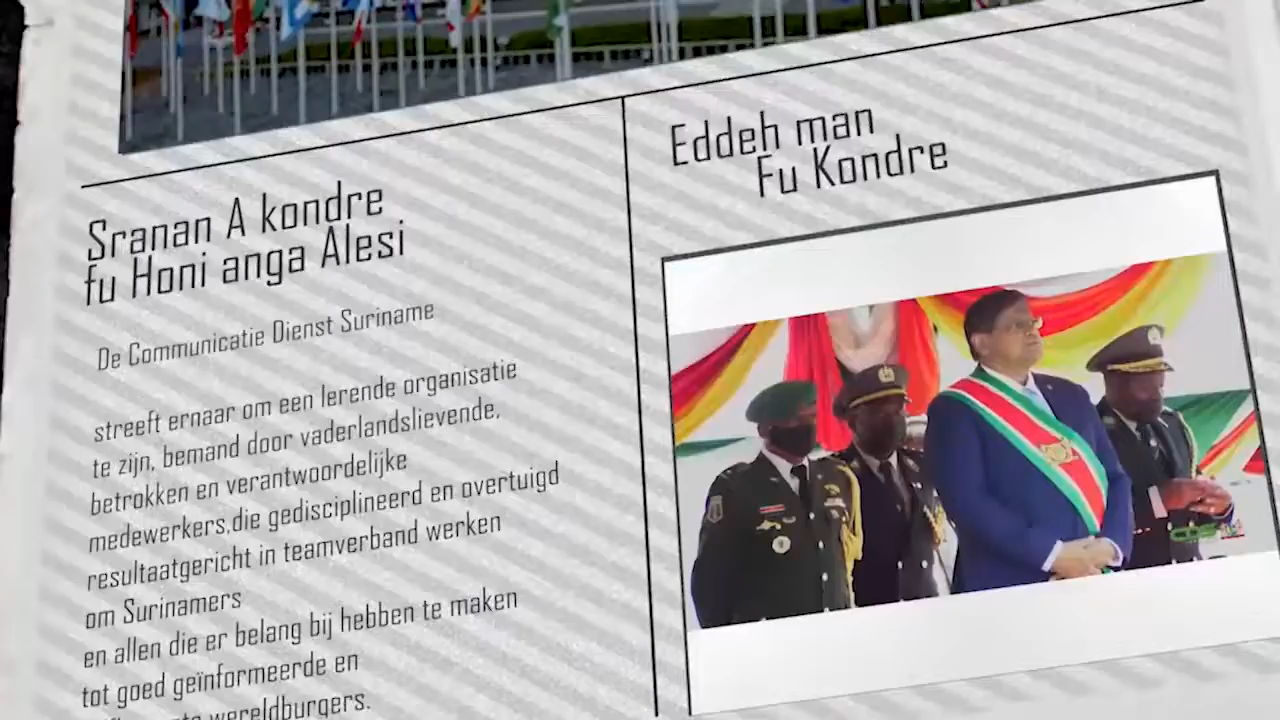 Sranan A kondre
fu Honi anga Alesi
De Communicatie Dienst Suriname
streeft ernaar om een lerende organisatie
te zijn, bemand door vaderlandslievende,
betrokken en verantwoordelijke
medewerkers,die gedisciplineerd en overtuigd
resultaatgericht in teamverband werken
om Surinamers
en allen die er belang bij hebben te maken
tot goed geïnformeerde en
wereldburgers.
Eddeh man
Fu Kondre